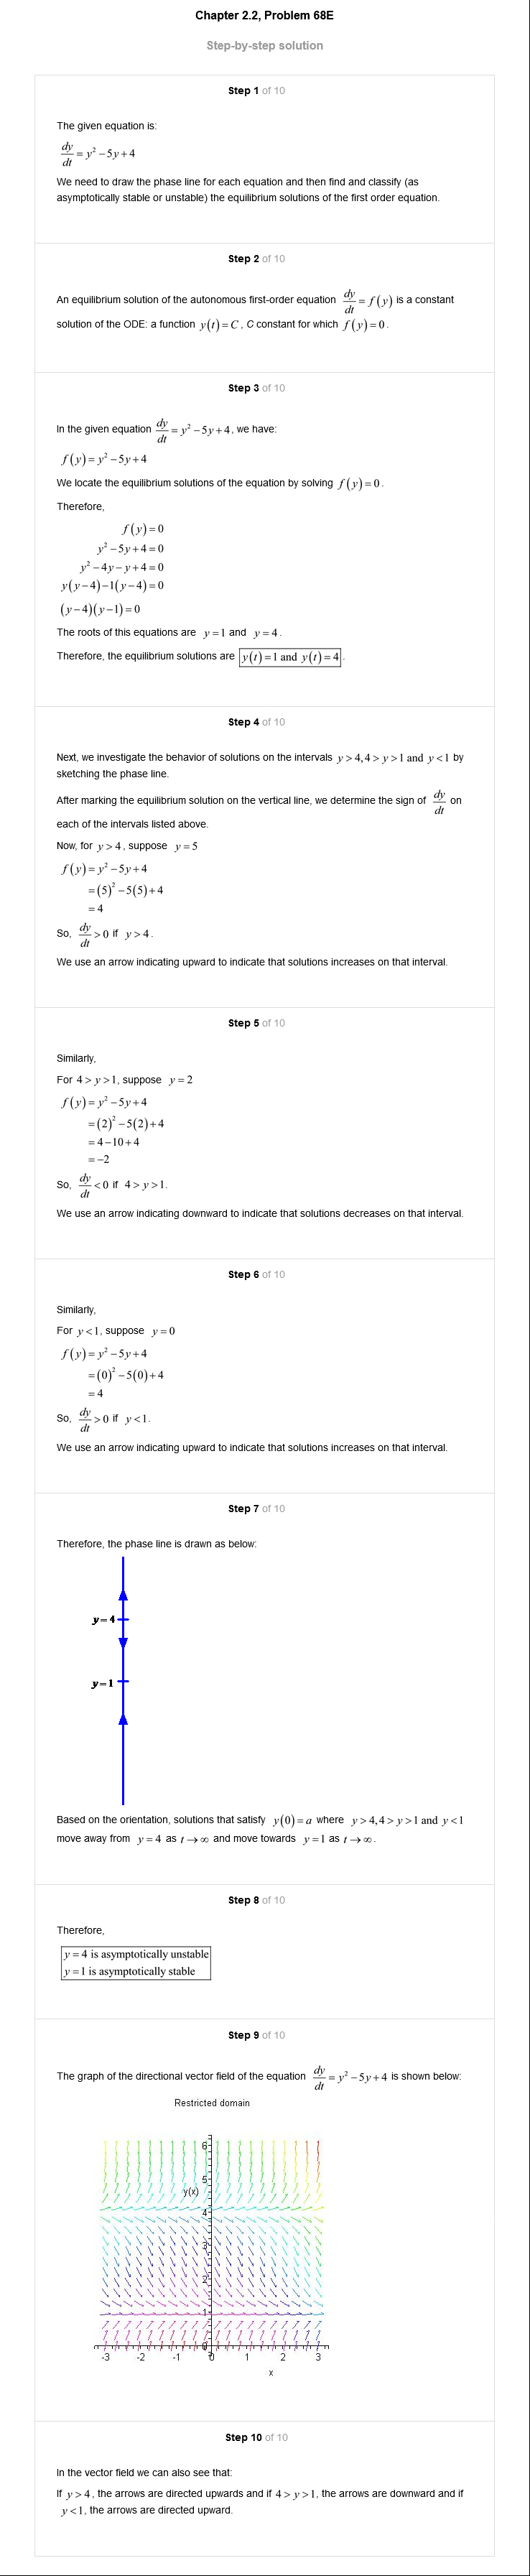 Chapter 2.2, Problem 68E
Step-by-step solution
Step 1 of 10
The given equation is:
dy/dt = y² − 5y + 4
We need to draw the phase line for each equation and then find and classify (as
asymptotically stable or unstable) the equilibrium solutions of the first order equation.
Step 2 of 10
An equilibrium solution of the autonomous first-order equation dy/dt = f(y) is a constant
solution of the ODE: a function y(t) = C, C constant for which f(y) = 0.
Step 3 of 10
In the given equation dy/dt = y² − 5y + 4, we have:
f(y) = y² − 5y + 4
We locate the equilibrium solutions of the equation by solving f(y) = 0.
Therefore,
f(y) = 0
y² − 5y + 4 = 0
y² − 4y − y + 4 = 0
y(y − 4) − 1(y − 4) = 0
(y − 4)(y − 1) = 0
The roots of this equations are y = 1 and y = 4.
Therefore, the equilibrium solutions are y(t) = 1 and y(t) = 4.
Step 4 of 10
Next, we investigate the behavior of solutions on the intervals y > 4, 4 > y > 1 and y < 1 by
sketching the phase line.
After marking the equilibrium solution on the vertical line, we determine the sign of dy/dt on
each of the intervals listed above.
Now, for y > 4, suppose y = 5
f(y) = y² − 5y + 4
= (5)² − 5(5) + 4
= 4
So, dy/dt > 0 if y > 4.
We use an arrow indicating upward to indicate that solutions increases on that interval.
Step 5 of 10
Similarly,
For 4 > y > 1, suppose y = 2
f(y) = y² − 5y + 4
= (2)² − 5(2) + 4
= 4 − 10 + 4
= −2
So, dy/dt < 0 if 4 > y > 1.
We use an arrow indicating downward to indicate that solutions decreases on that interval.
Step 6 of 10
Similarly,
For y < 1, suppose y = 0
f(y) = y² − 5y + 4
= (0)² − 5(0) + 4
= 4
So, dy/dt > 0 if y < 1.
We use an arrow indicating upward to indicate that solutions increases on that interval.
Step 7 of 10
Therefore, the phase line is drawn as below:
y = 4
y = 1
Based on the orientation, solutions that satisfy y(0) = a where y > 4, 4 > y > 1 and y < 1
move away from y = 4 as t → ∞ and move towards y = 1 as t → ∞.
Step 8 of 10
Therefore,
y = 4 is asymptotically unstable
y = 1 is asymptotically stable
Step 9 of 10
The graph of the directional vector field of the equation dy/dt = y² − 5y + 4 is shown below:
Restricted domain
6
5
y(x)
4
3
2
1
0
-3 -2 -1 0 1 2 3
x
Step 10 of 10
In the vector field we can also see that:
If y > 4, the arrows are directed upwards and if 4 > y > 1, the arrows are downward and if
y < 1, the arrows are directed upward.